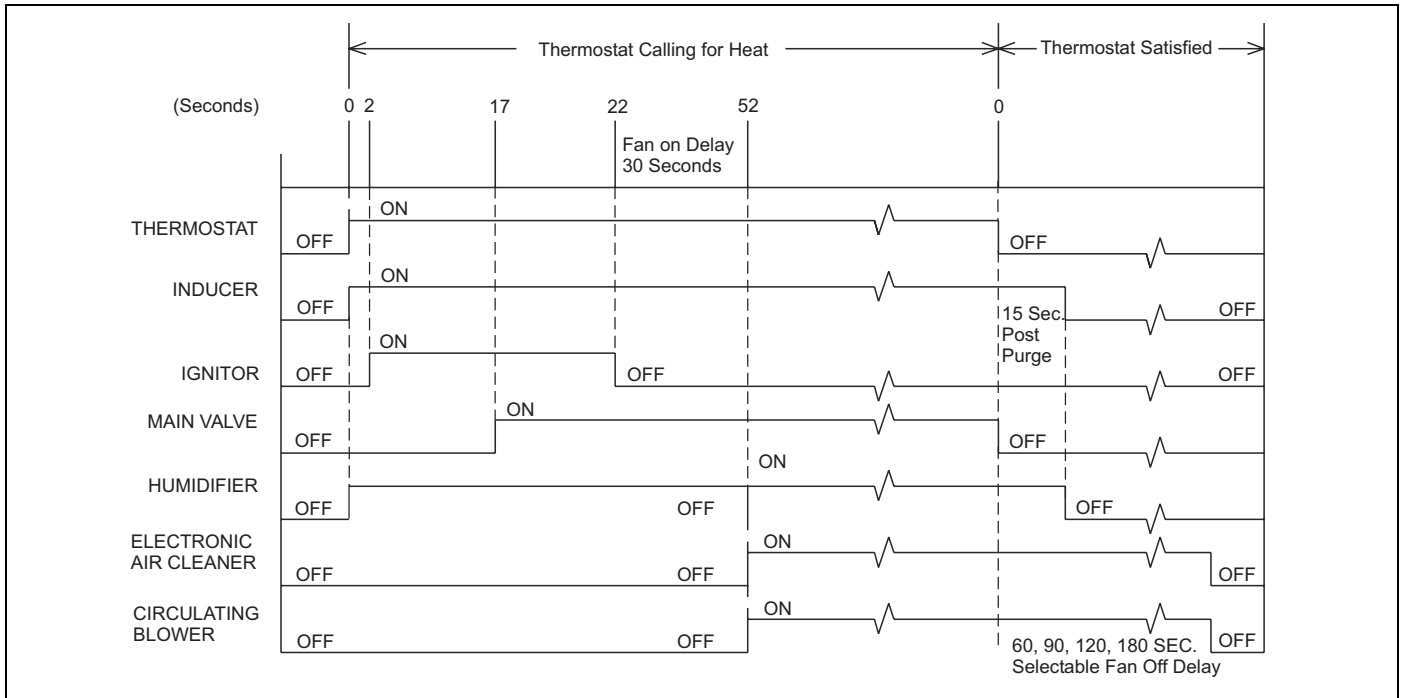 Thermostat Calling for Heat
Thermostat Satisfied
(Seconds)
0 2 17 22 52 0
Fan on Delay
30 Seconds
THERMOSTAT
OFF
ON
OFF
INDUCER
OFF
ON
OFF
15 Sec.
Post
Purge
IGNITOR
OFF
ON
OFF
OFF
MAIN VALVE
OFF
ON
OFF
HUMIDIFIER
OFF
OFF
ON
OFF
ELECTRONIC
AIR CLEANER
OFF
OFF
ON
OFF
CIRCULATING
BLOWER
OFF
OFF
ON
OFF
60, 90, 120, 180 SEC.
Selectable Fan Off Delay